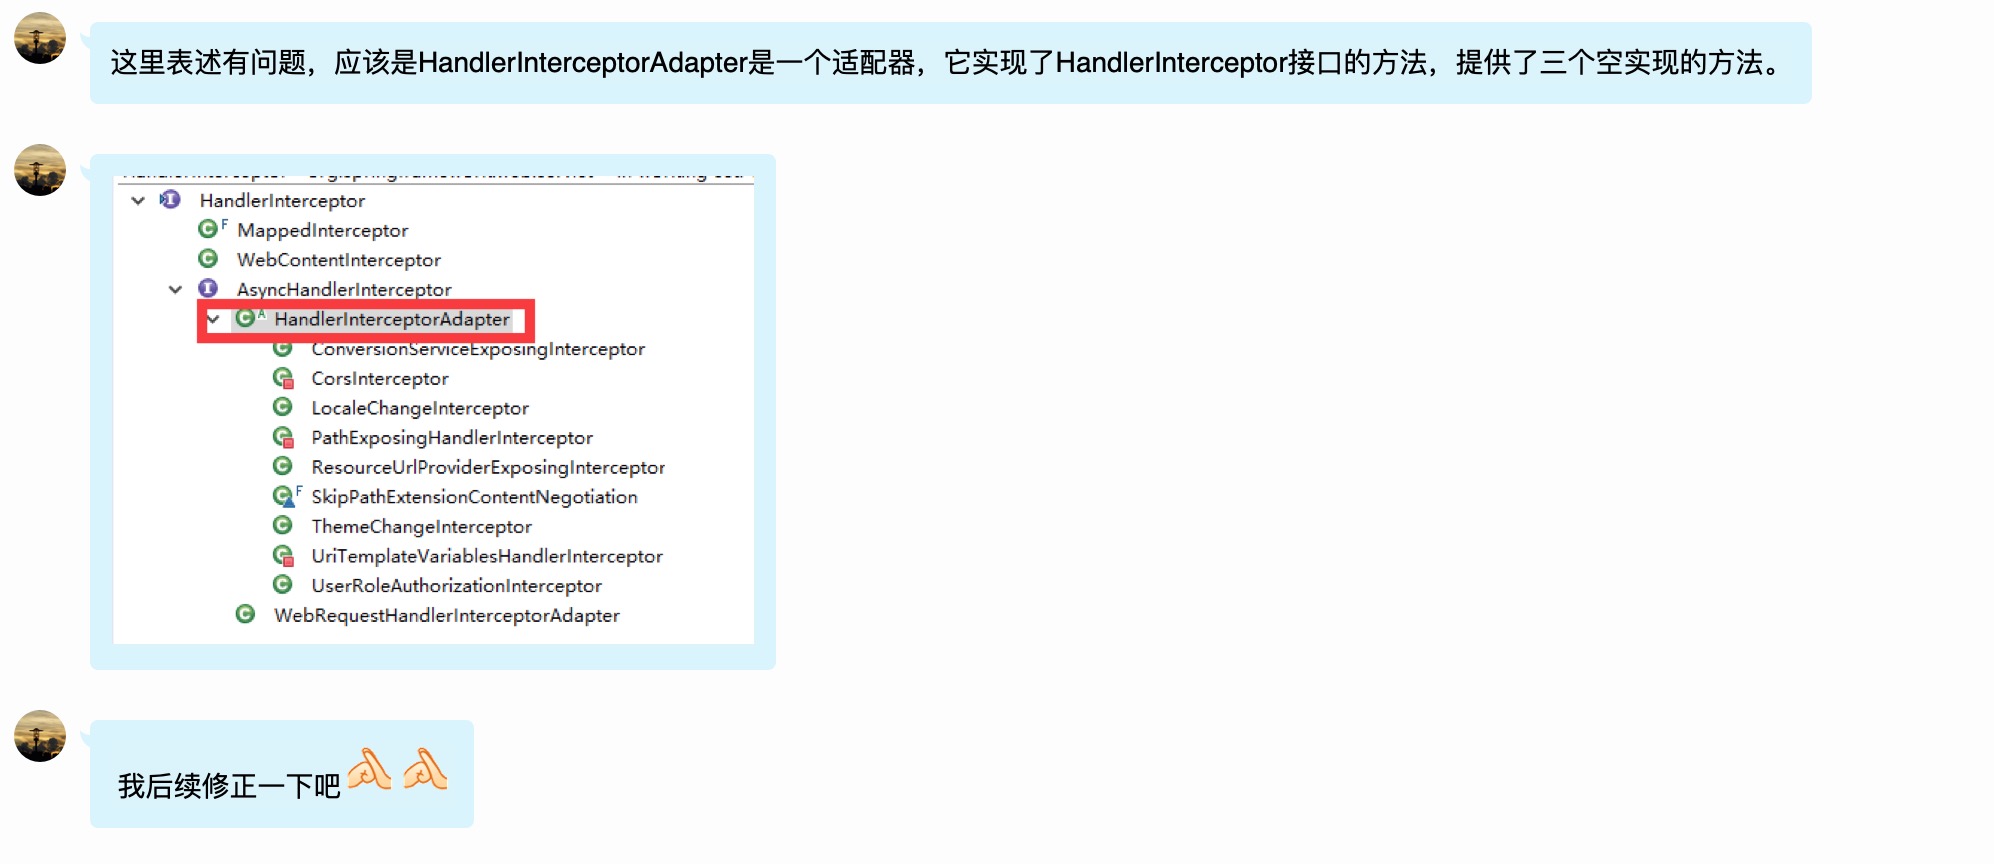 这里表述有问题，应该是HandlerInterceptorAdapter是一个适配器，它实现了HandlerInterceptor接口的方法，提供了三个空实现的方法。
HandlerInterceptor
MappedInterceptor
WebContentInterceptor
AsyncHandlerInterceptor
HandlerInterceptorAdapter
ConversionServiceExposingInterceptor
CorsInterceptor
LocaleChangeInterceptor
PathExposingHandlerInterceptor
ResourceUrlProviderExposingInterceptor
SkipPathExtensionContentNegotiation
ThemeChangeInterceptor
UriTemplateVariablesHandlerInterceptor
UserRoleAuthorizationInterceptor
WebRequestHandlerInterceptorAdapter
我后续修正一下吧